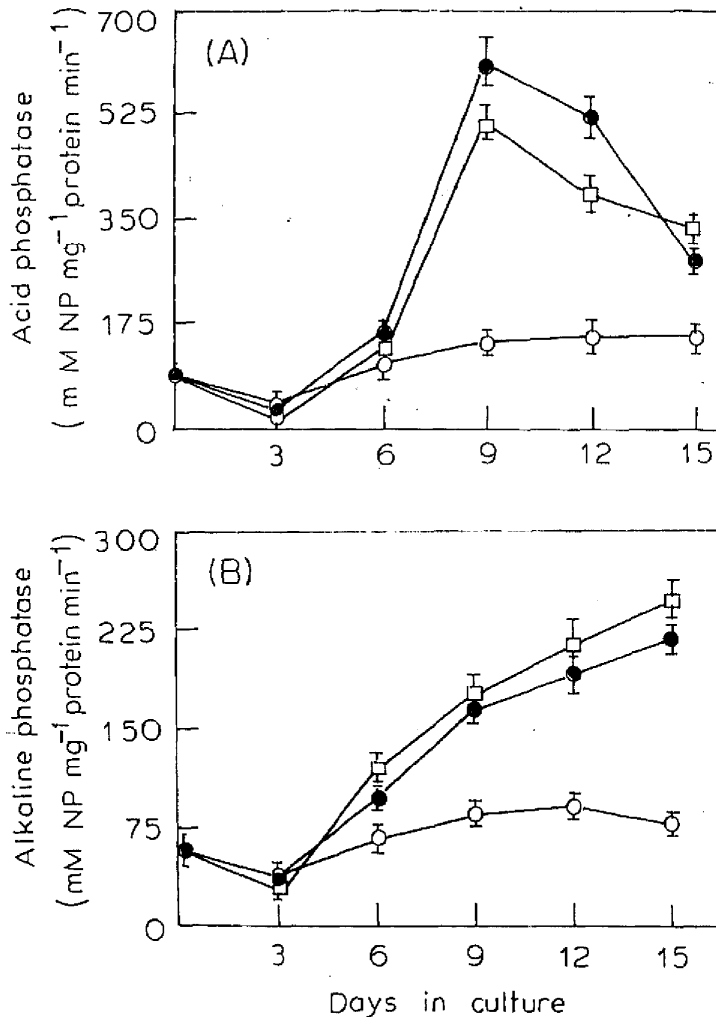 Acid phosphatase
(m M NP mg⁻¹ protein min⁻¹)
700
525
350
175
0
(A)
3 6 9 12 15
Alkaline phosphatase
(mM NP mg⁻¹ protein min⁻¹)
300
225
150
75
0
(B)
3 6 9 12 15
Days in culture